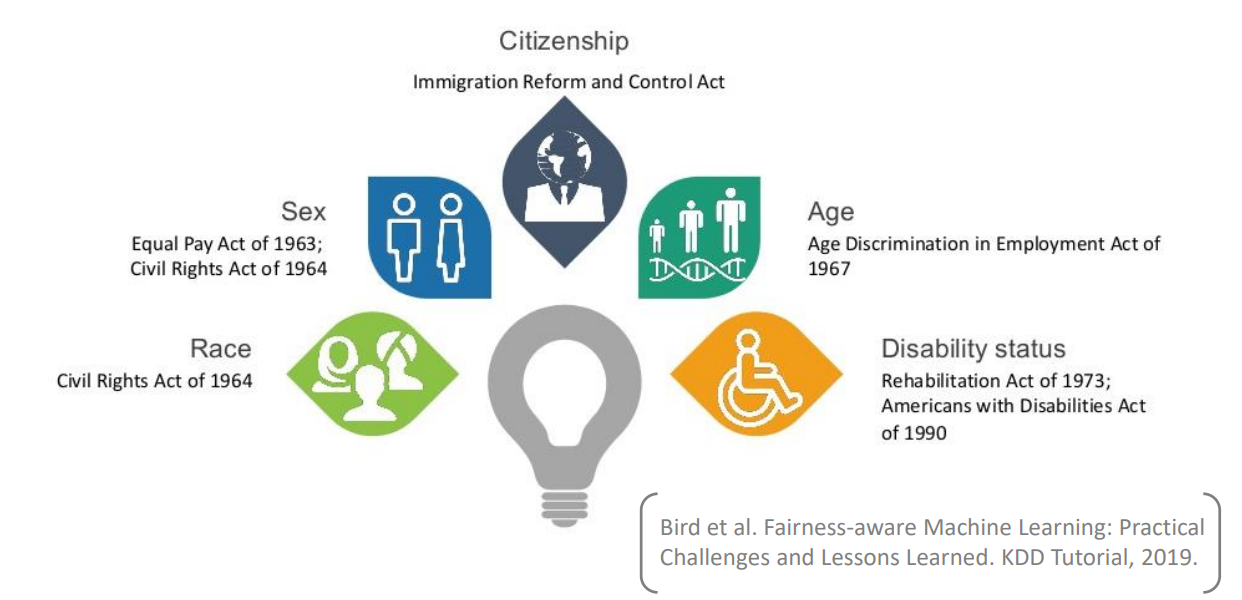 Citizenship
Immigration Reform and Control Act
Sex
Equal Pay Act of 1963;
Civil Rights Act of 1964
Age
Age Discrimination in Employment Act of
1967
Race
Civil Rights Act of 1964
Disability status
Rehabilitation Act of 1973;
Americans with Disabilities Act
of 1990
Bird et al. Fairness-aware Machine Learning: Practical
Challenges and Lessons Learned. KDD Tutorial, 2019.